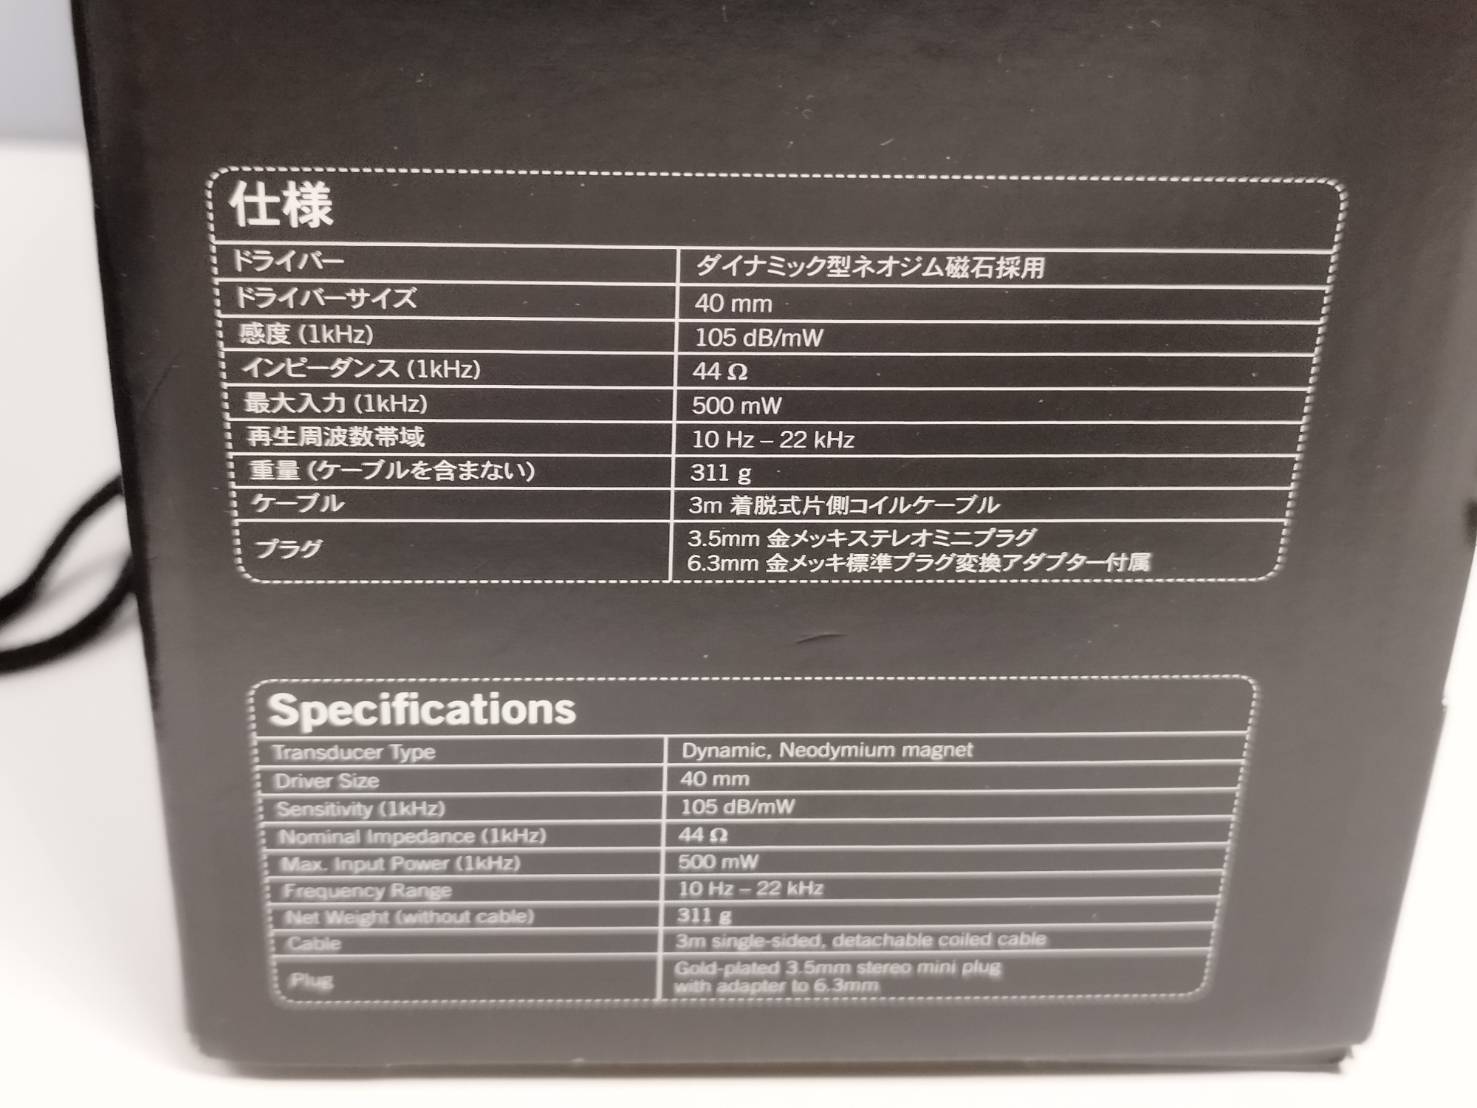 仕様
ドライバー ダイナミック型ネオジム磁石採用
ドライバーサイズ 40 mm
感度 (1kHz) 105 dB/mW
インピーダンス (1kHz) 44 Ω
最大入力 (1kHz) 500 mW
再生周波数帯域 10 Hz – 22 kHz
重量 (ケーブルを含まない) 311 g
ケーブル 3m 着脱式片側コイルケーブル
プラグ 3.5mm 金メッキステレオミニプラグ
6.3mm 金メッキ標準プラグ変換アダプター付属
Specifications
Transducer Type Dynamic, Neodymium magnet
Driver Size 40 mm
Sensitivity (1kHz) 105 dB/mW
Nominal Impedance (1kHz) 44 Ω
Max. Input Power (1kHz) 500 mW
Frequency Range 10 Hz – 22 kHz
Net Weight (without cable) 311 g
Cable 3m single-sided, detachable coiled cable
Plug Gold-plated 3.5mm stereo mini plug
with adapter to 6.3mm